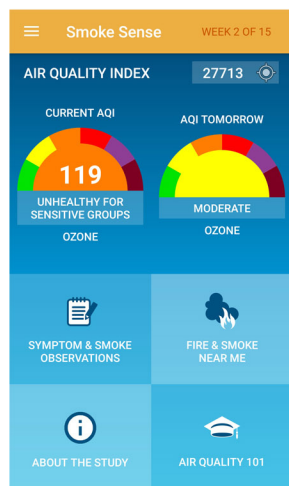 Smoke Sense
WEEK 2 OF 15
AIR QUALITY INDEX
27713
CURRENT AQI
119
UNHEALTHY FOR
SENSITIVE GROUPS
OZONE
AQI TOMORROW
MODERATE
OZONE
SYMPTOM & SMOKE
OBSERVATIONS
FIRE & SMOKE
NEAR ME
ABOUT THE STUDY
AIR QUALITY 101